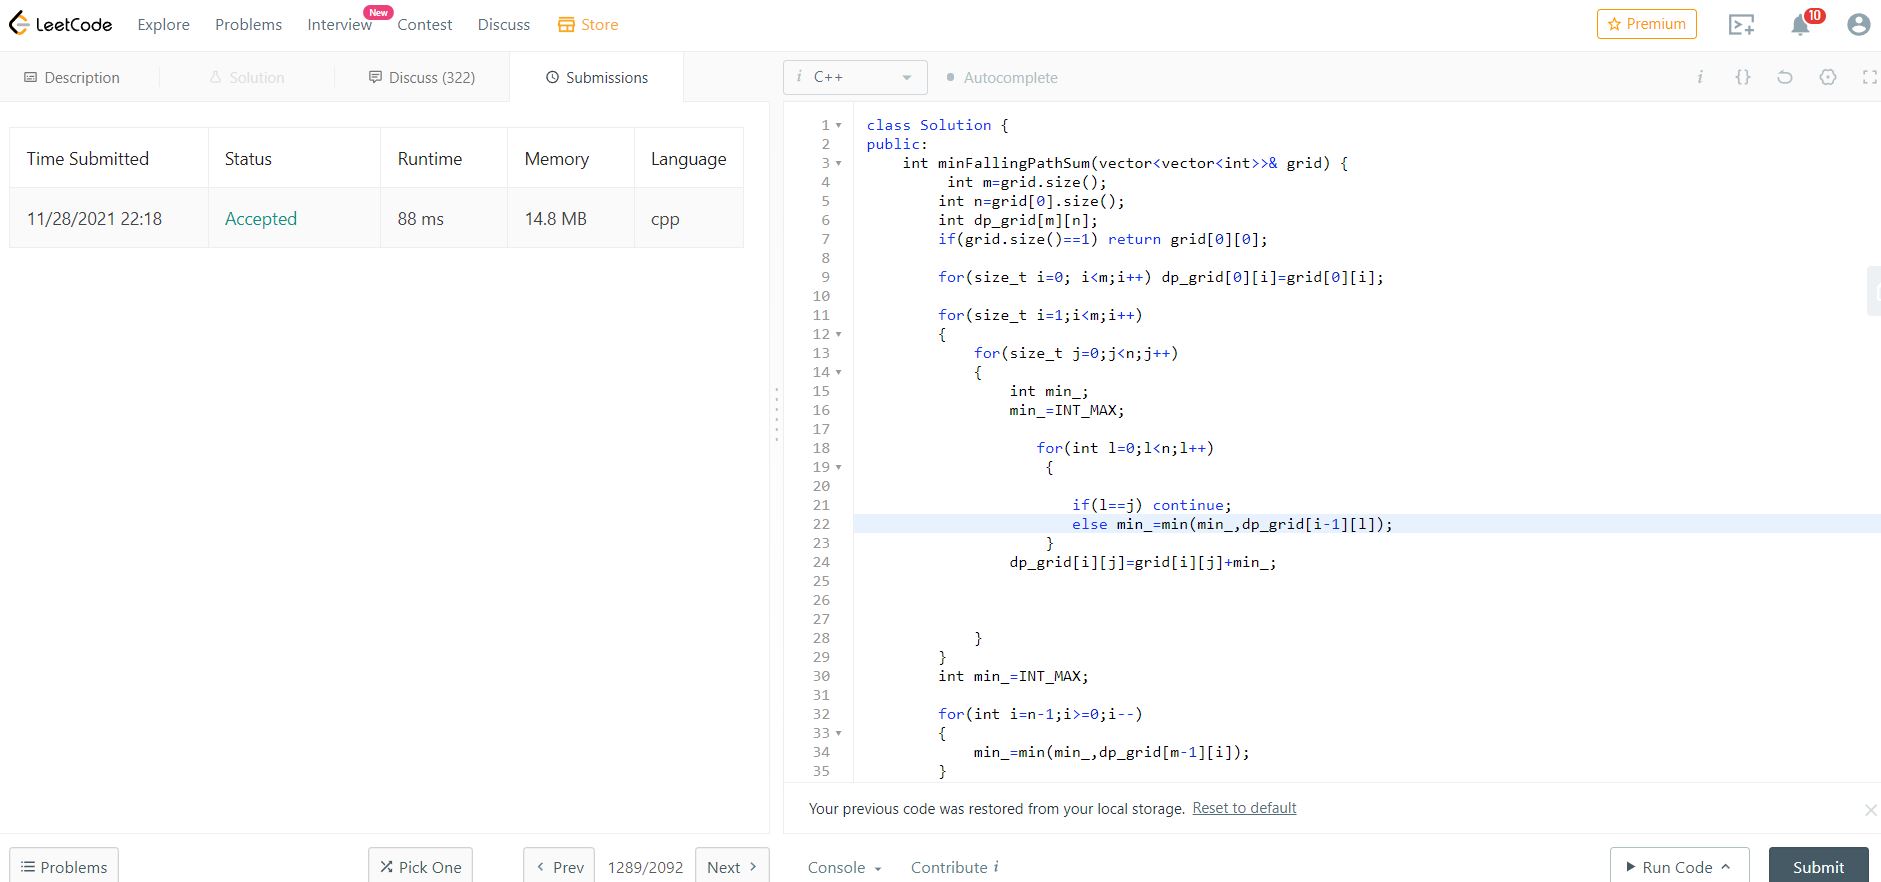 LeetCode Explore Problems Interview New Contest Discuss Store Premium 10
Description Solution Discuss (322) Submissions i C++ Autocomplete i {}
Time Submitted Status Runtime Memory Language
11/28/2021 22:18 Accepted 88 ms 14.8 MB cpp
1 class Solution {
2 public:
3 int minFallingPathSum(vector<vector<int>>& grid) {
4 int m=grid.size();
5 int n=grid[0].size();
6 int dp_grid[m][n];
7 if(grid.size()==1) return grid[0][0];
8
9 for(size_t i=0; i<m;i++) dp_grid[0][i]=grid[0][i];
10
11 for(size_t i=1;i<m;i++)
12 {
13 for(size_t j=0;j<n;j++)
14 {
15 int min_;
16 min_=INT_MAX;
17
18 for(int l=0;l<n;l++)
19 {
20
21 if(l==j) continue;
22 else min_=min(min_,dp_grid[i-1][l]);
23 }
24 dp_grid[i][j]=grid[i][j]+min_;
25
26
27
28 }
29 }
30 int min_=INT_MAX;
31
32 for(int i=n-1;i>=0;i--)
33 {
34 min_=min(min_,dp_grid[m-1][i]);
35 }
Your previous code was restored from your local storage. Reset to default
Problems Pick One Prev 1289/2092 Next Console Contribute i Run Code Submit